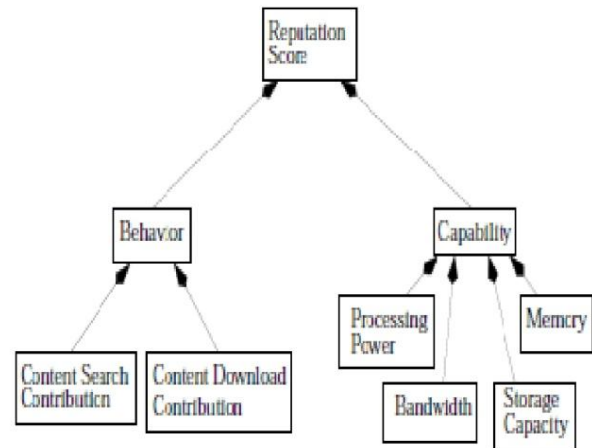 Reputation
Score
Behavior
Capability
Processing
Power
Memory
Content Search
Contribution
Content Download
Contribution
Bandwidth
Storage
Capacity